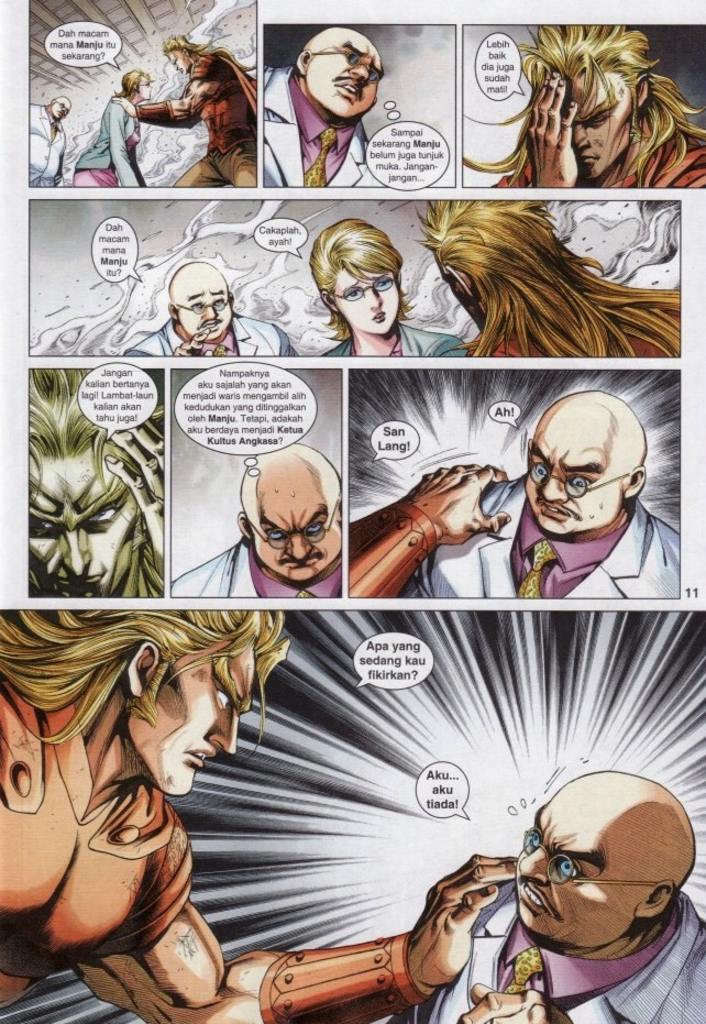 Dah macam
mana Manju itu
sekarang?
Sampai
sekarang Manju
belum juga tunjuk
muka. Jangan-
jangan...
Lebih
baik
dia juga
sudah
mati!
Dah
macam
mana
Manju
itu?
Cakaplah,
ayah!
Jangan
kalian bertanya
lagi! Lambat-laun
kalian akan
tahu juga!
Nampaknya
aku sajalah yang akan
menjadi waris mengambil alih
kedudukan yang ditinggalkan
oleh Manju. Tetapi, adakah
aku berdaya menjadi Ketua
Kultus Angkasa?
San
Lang!
Ah!
11
Apa yang
sedang kau
fikirkan?
Aku...
aku
tiada!